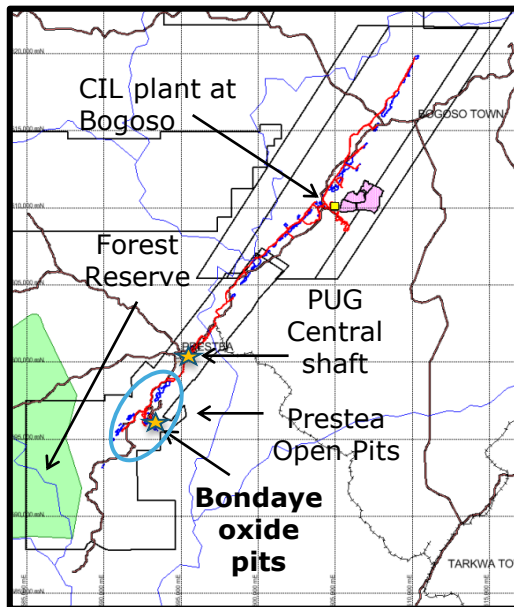 CIL plant at
Bogoso
BOGOSO TOWN
Forest
Reserve
PUG
Central
shaft
PRESTEA
Prestea
Open Pits
Bondaye
oxide
pits
TARKWA TO